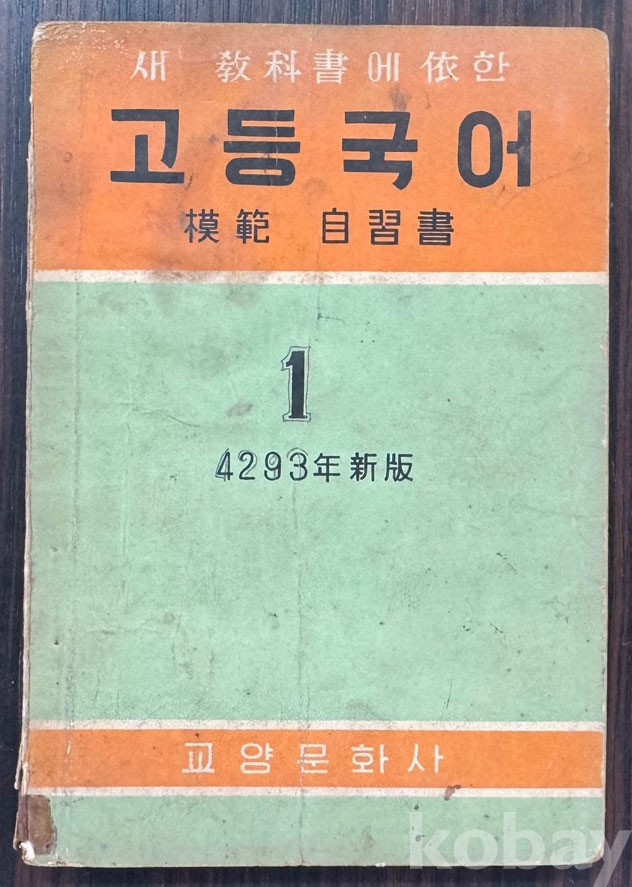 새 敎科書에 依한
고등국어
模範 自習書
1
4293年新版
교양문화사
kobay